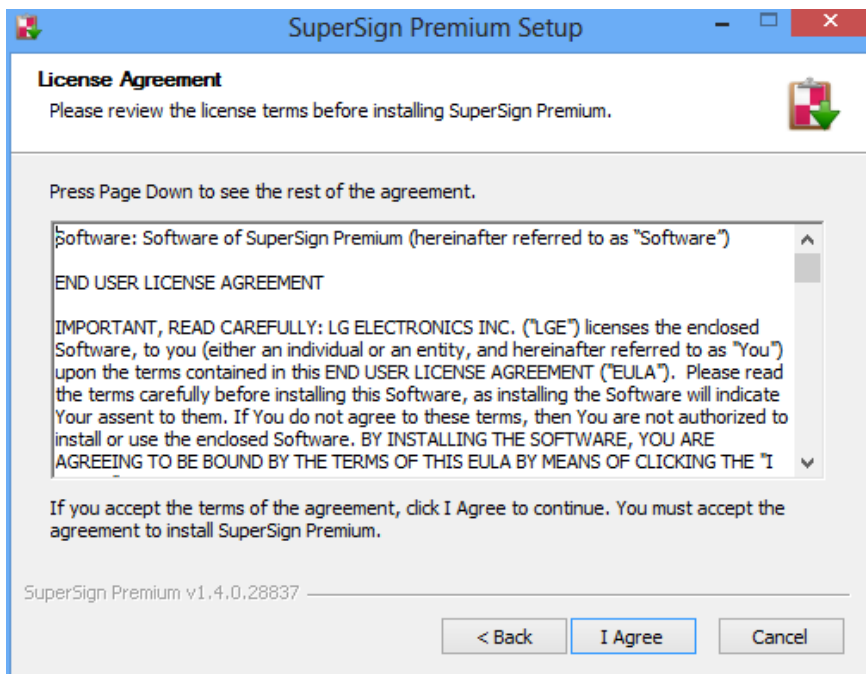 SuperSign Premium Setup
License Agreement
Please review the license terms before installing SuperSign Premium.
Press Page Down to see the rest of the agreement.
Software: Software of SuperSign Premium (hereinafter referred to as “Software”)
END USER LICENSE AGREEMENT
IMPORTANT, READ CAREFULLY: LG ELECTRONICS INC. ("LGE") licenses the enclosed
Software, to you (either an individual or an entity, and hereinafter referred to as "You")
upon the terms contained in this END USER LICENSE AGREEMENT ("EULA").  Please read
the terms carefully before installing this Software, as installing the Software will indicate
Your assent to them. If You do not agree to these terms, then You are not authorized to
install or use the enclosed Software. BY INSTALLING THE SOFTWARE, YOU ARE
AGREEING TO BE BOUND BY THE TERMS OF THIS EULA BY MEANS OF CLICKING THE "I
If you accept the terms of the agreement, click I Agree to continue. You must accept the
agreement to install SuperSign Premium.
SuperSign Premium v1.4.0.28837
< Back I Agree Cancel